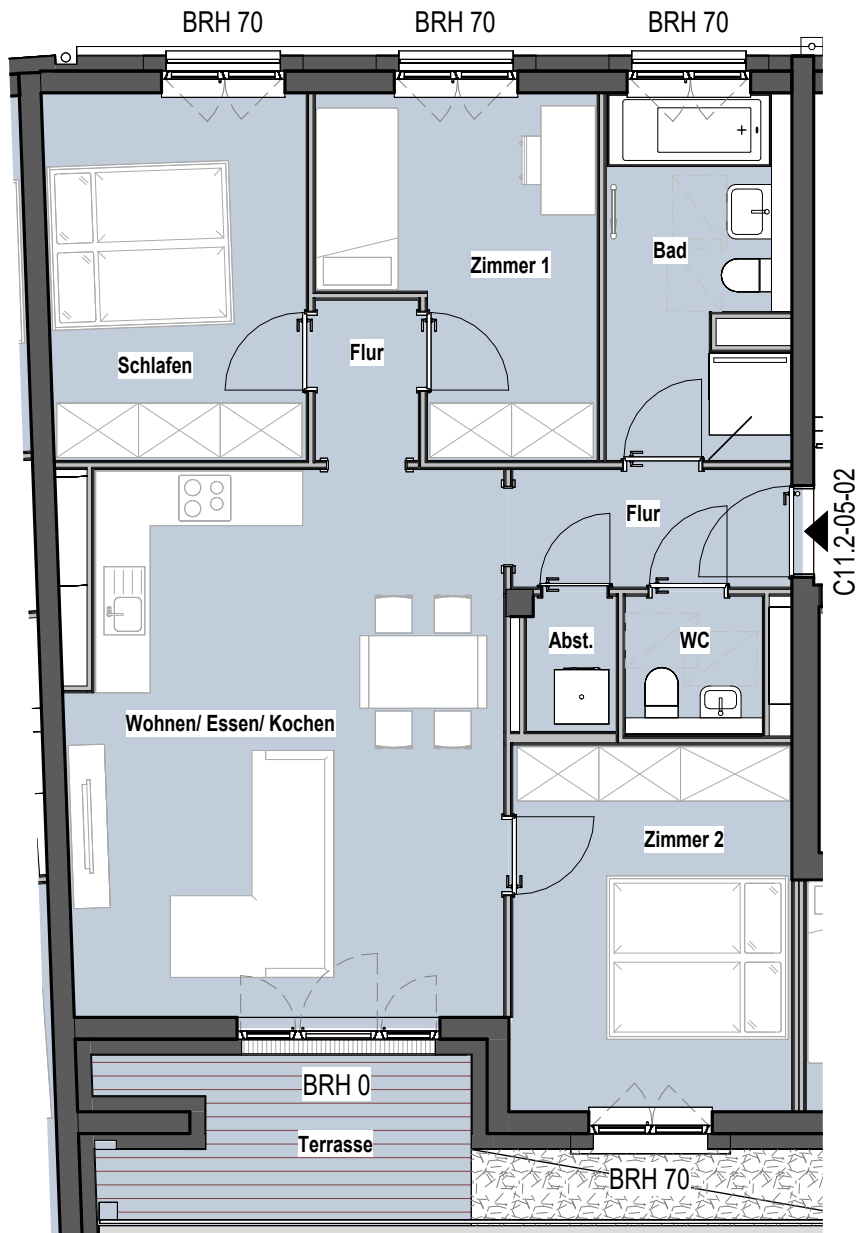 BRH 70
BRH 70
BRH 70
Zimmer 1
Bad
Schlafen
Flur
Flur
C11.2-05-02
Abst.
WC
Wohnen/ Essen/ Kochen
Zimmer 2
BRH 0
Terrasse
BRH 70